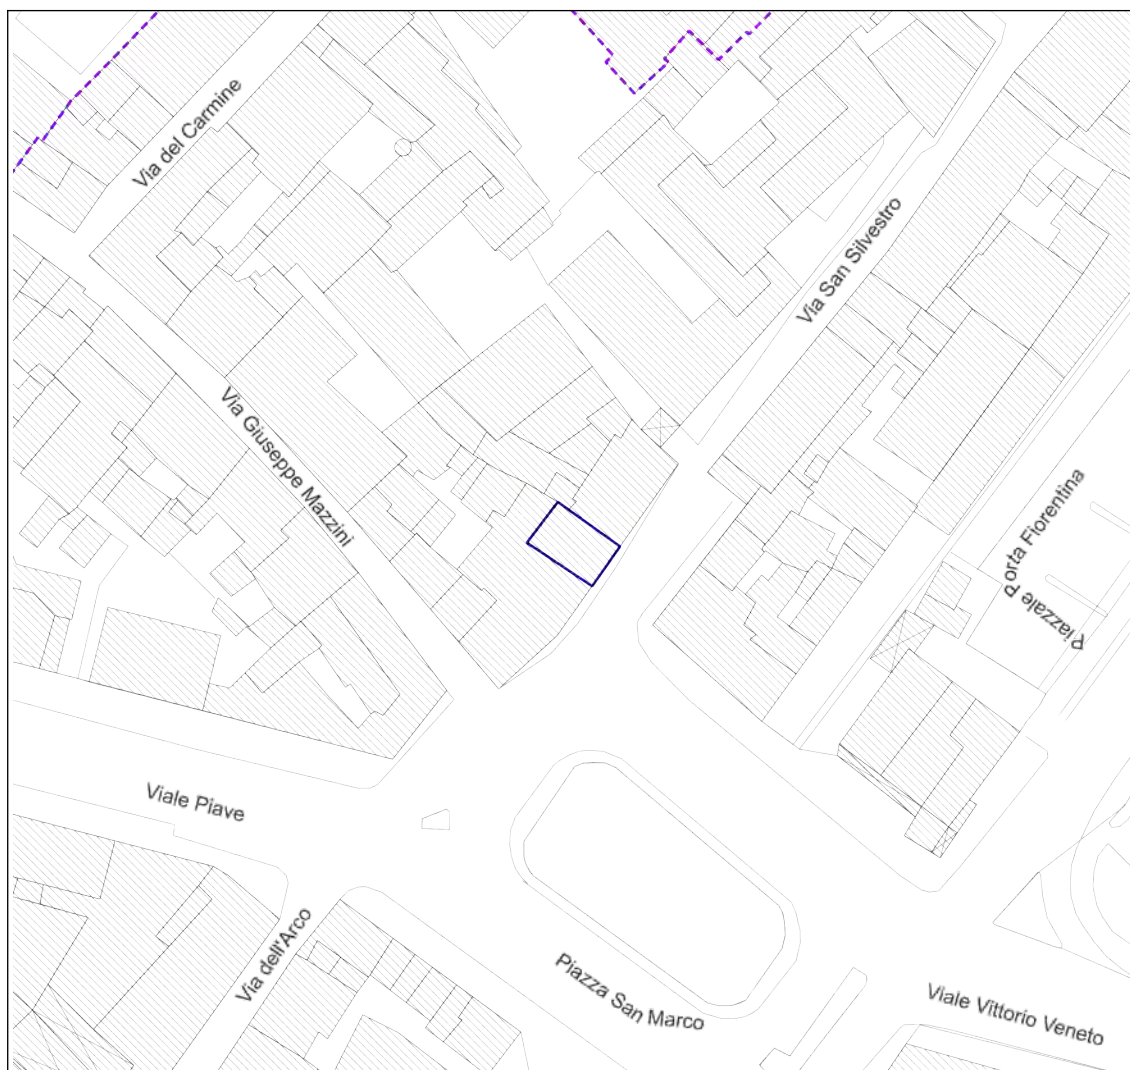 Via del Carmine
Via San Silvestro
Via Giuseppe Mazzini
Piazzale Porta Fiorentina
Viale Piave
Via dell'Arco
Piazza San Marco
Viale Vittorio Veneto